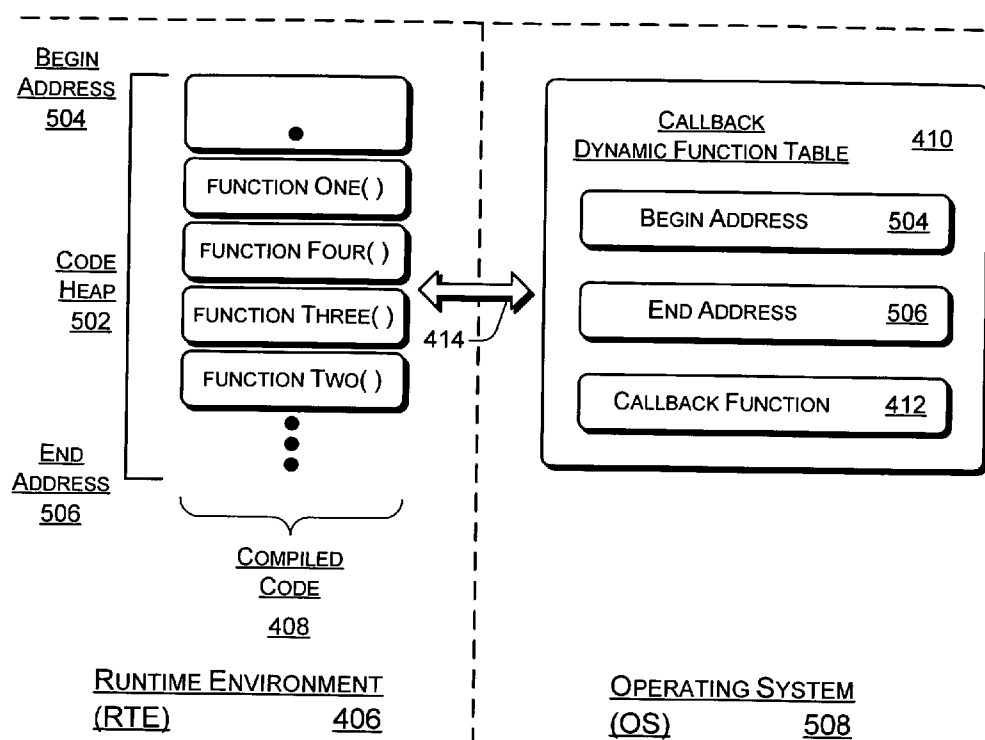 BEGIN
ADDRESS
504
CODE
HEAP
502
END
ADDRESS
506
FUNCTION ONE( )
FUNCTION FOUR( )
FUNCTION THREE( )
FUNCTION TWO( )
COMPILED
CODE
408
RUNTIME ENVIRONMENT
(RTE) 406
414
CALLBACK
DYNAMIC FUNCTION TABLE 410
BEGIN ADDRESS 504
END ADDRESS 506
CALLBACK FUNCTION 412
OPERATING SYSTEM
(OS) 508